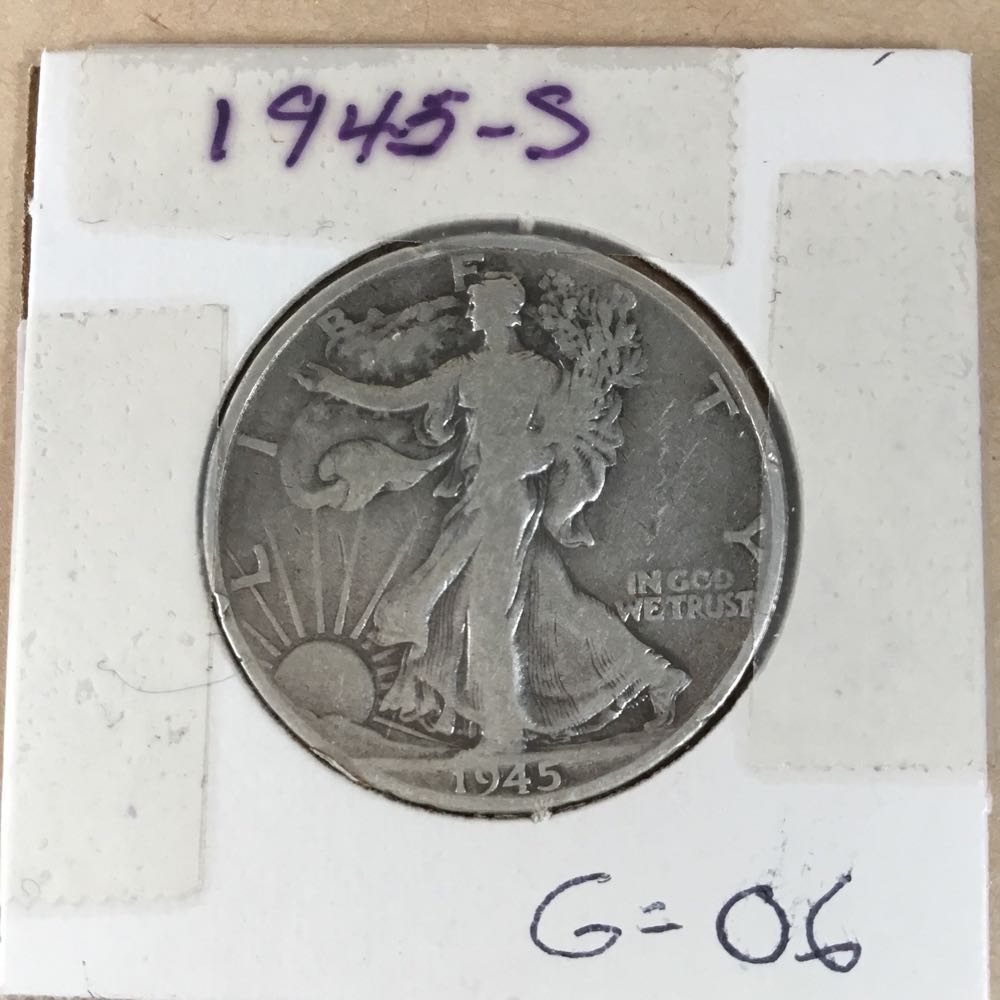 1945-S
LIBERTY
IN GOD
WE TRUST
1945
G=06